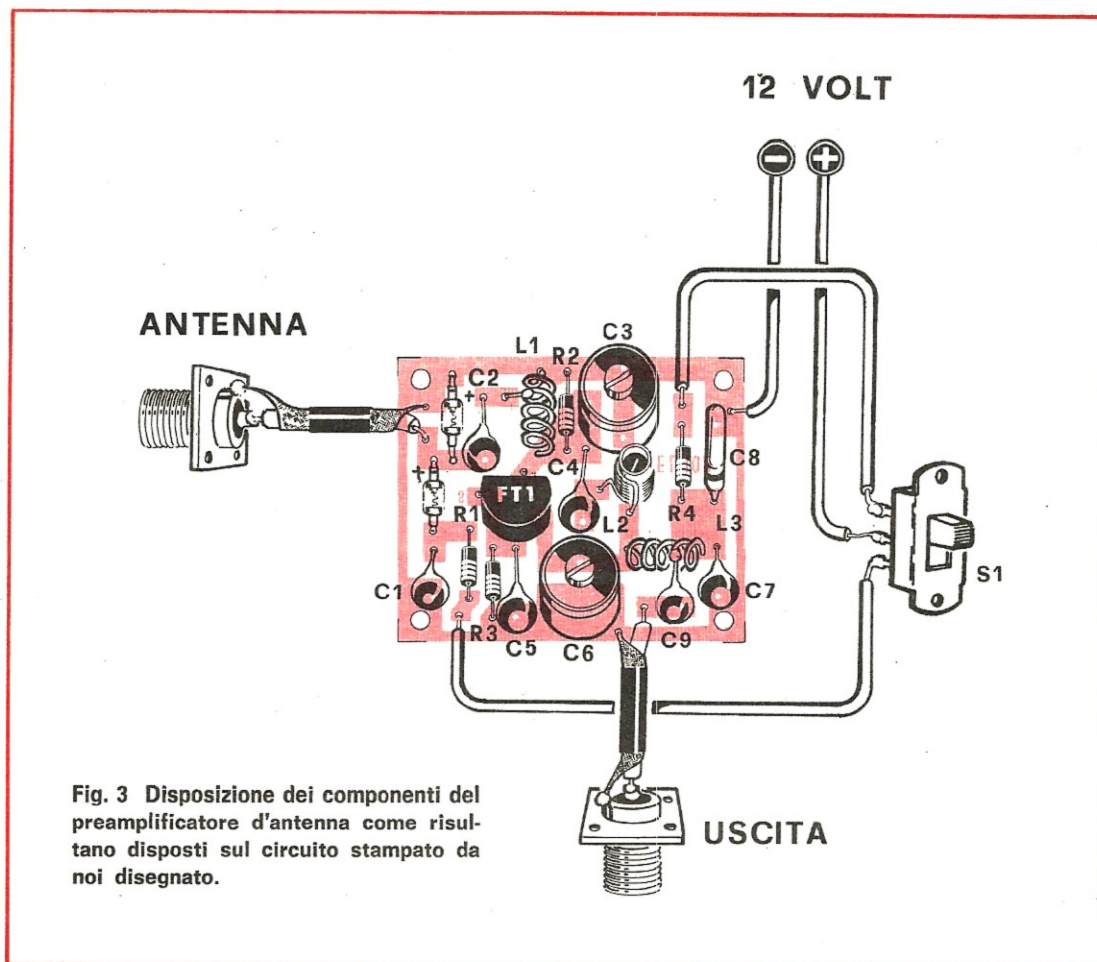 12 VOLT
− +
ANTENNA
L1
R2
C3
C2
+
C4
C8
+
FT1
R1
L2
R4
L3
S1
C1
R3
C5
C6
C9
C7
Fig. 3 Disposizione dei componenti del
preamplificatore d'antenna come risul-
tano disposti sul circuito stampato da
noi disegnato.
USCITA